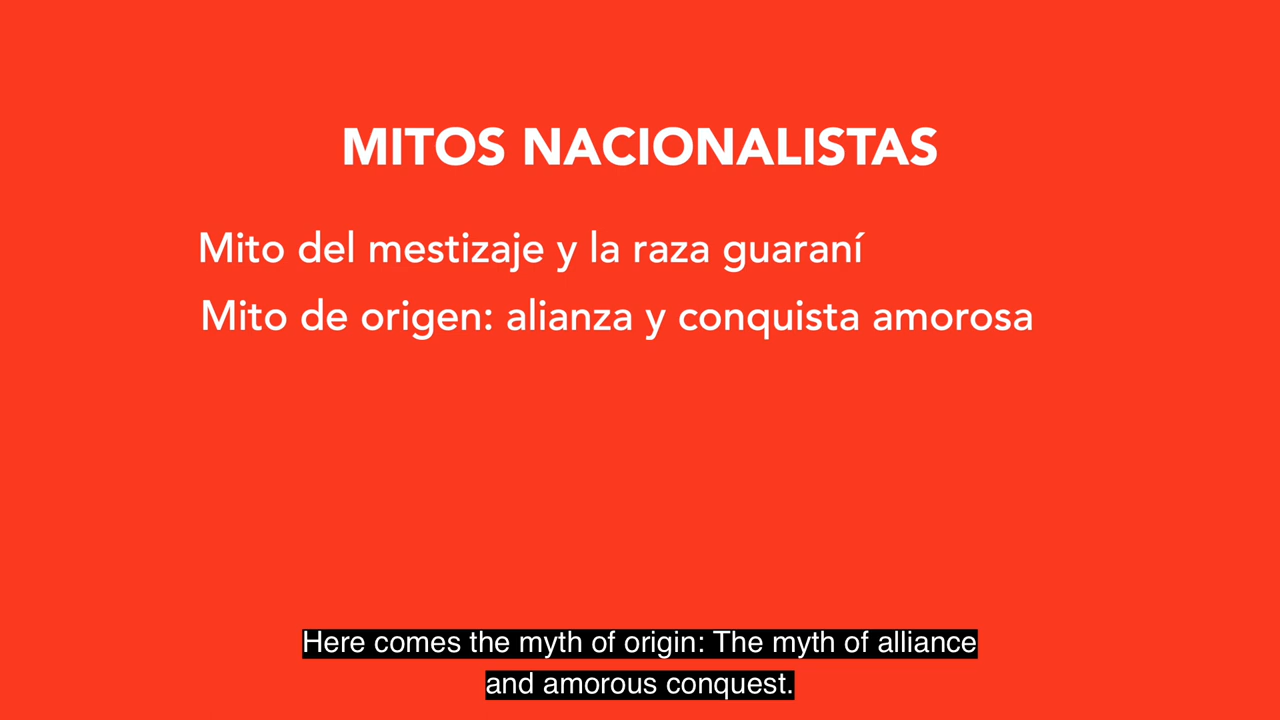 MITOS NACIONALISTAS
Mito del mestizaje y la raza guaraní
Mito de origen: alianza y conquista amorosa
Here comes the myth of origin: The myth of alliance
and amorous conquest.